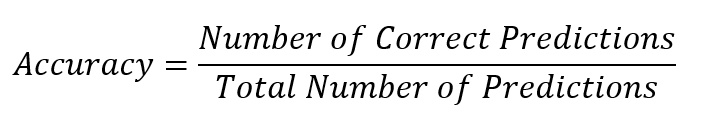 Number of Correct Predictions
Accuracy =
Total Number of Predictions